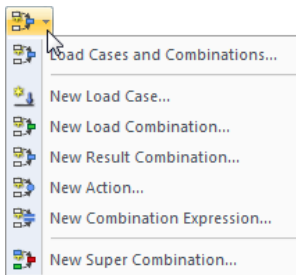 Load Cases and Combinations...
New Load Case...
New Load Combination...
New Result Combination...
New Action...
New Combination Expression...
New Super Combination...